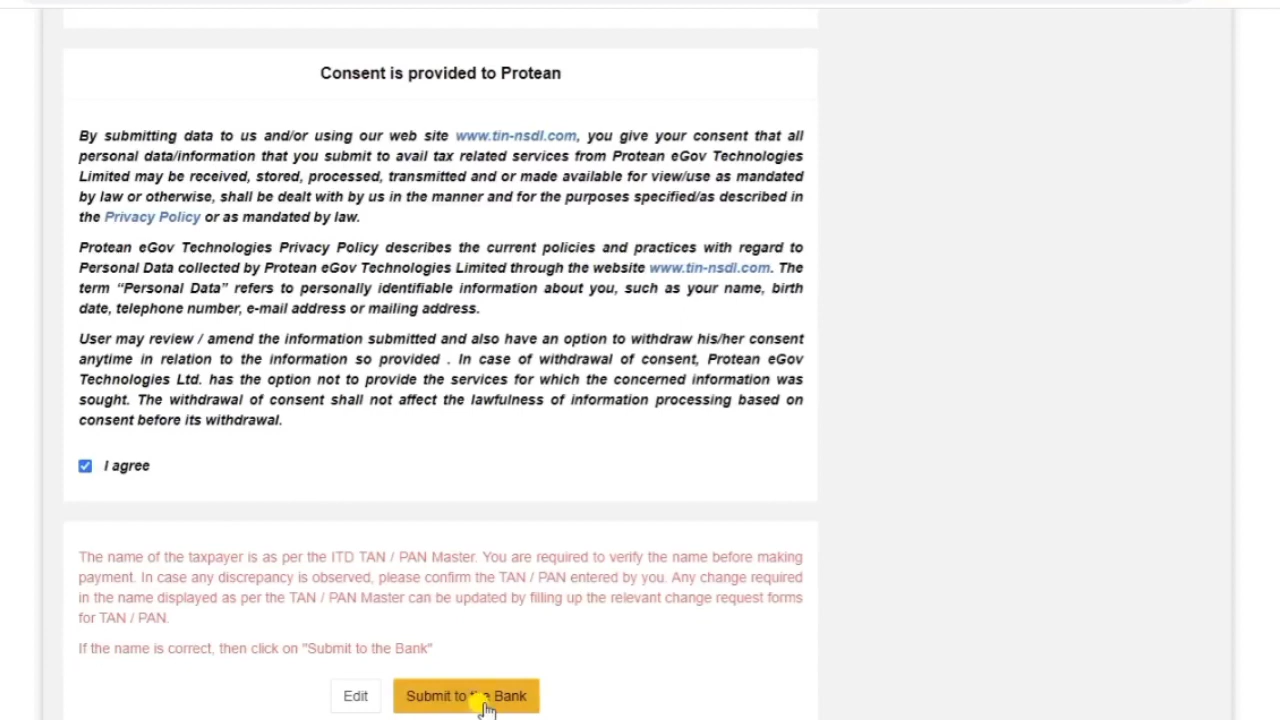 Consent is provided to Protean
By submitting data to us and/or using our web site www.tin-nsdl.com, you give your consent that all
personal data/information that you submit to avail tax related services from Protean eGov Technologies
Limited may be received, stored, processed, transmitted and or made available for view/use as mandated
by law or otherwise, shall be dealt with by us in the manner and for the purposes specified/as described in
the Privacy Policy or as mandated by law.
Protean eGov Technologies Privacy Policy describes the current policies and practices with regard to
Personal Data collected by Protean eGov Technologies Limited through the website www.tin-nsdl.com. The
term “Personal Data” refers to personally identifiable information about you, such as your name, birth
date, telephone number, e-mail address or mailing address.
User may review / amend the information submitted and also have an option to withdraw his/her consent
anytime in relation to the information so provided . In case of withdrawal of consent, Protean eGov
Technologies Ltd. has the option not to provide the services for which the concerned information was
sought. The withdrawal of consent shall not affect the lawfulness of information processing based on
consent before its withdrawal.
I agree
The name of the taxpayer is as per the ITD TAN / PAN Master. You are required to verify the name before making
payment. In case any discrepancy is observed, please confirm the TAN / PAN entered by you. Any change required
in the name displayed as per the TAN / PAN Master can be updated by filling up the relevant change request forms
for TAN / PAN.
If the name is correct, then click on "Submit to the Bank"
Edit
Submit to the Bank